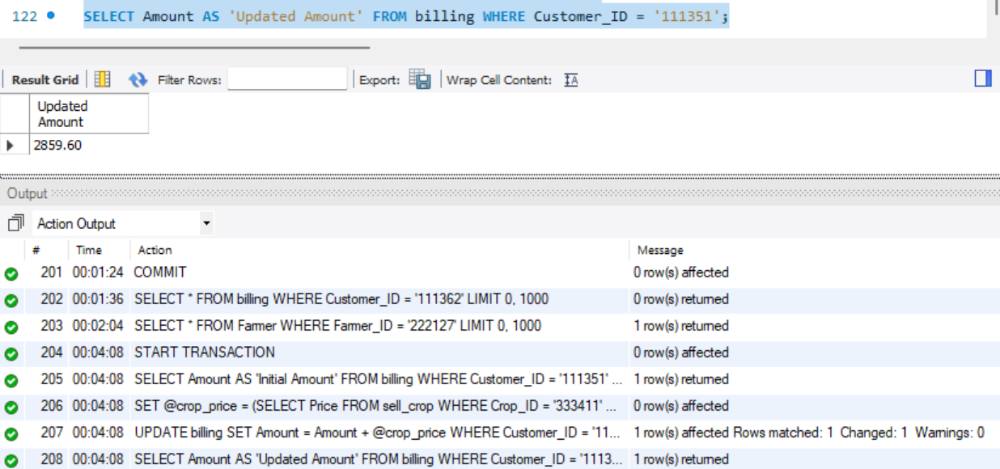 122 SELECT Amount AS 'Updated Amount' FROM billing WHERE Customer_ID = '111351';
Result Grid Filter Rows: Export: Wrap Cell Content: IA
Updated
Amount
2859.60
Output
Action Output
# Time Action Message
201 00:01:24 COMMIT 0 row(s) affected
202 00:01:36 SELECT * FROM billing WHERE Customer_ID = '111362' LIMIT 0, 1000 0 row(s) returned
203 00:02:04 SELECT * FROM Farmer WHERE Farmer_ID = '222127' LIMIT 0, 1000 1 row(s) returned
204 00:04:08 START TRANSACTION 0 row(s) affected
205 00:04:08 SELECT Amount AS 'Initial Amount' FROM billing WHERE Customer_ID = '111351' ... 1 row(s) returned
206 00:04:08 SET @crop_price = (SELECT Price FROM sell_crop WHERE Crop_ID = '333411' ... 0 row(s) affected
207 00:04:08 UPDATE billing SET Amount = Amount + @crop_price WHERE Customer_ID = '11... 1 row(s) affected Rows matched: 1 Changed: 1 Warnings: 0
208 00:04:08 SELECT Amount AS 'Updated Amount' FROM billing WHERE Customer_ID = '1113... 1 row(s) returned